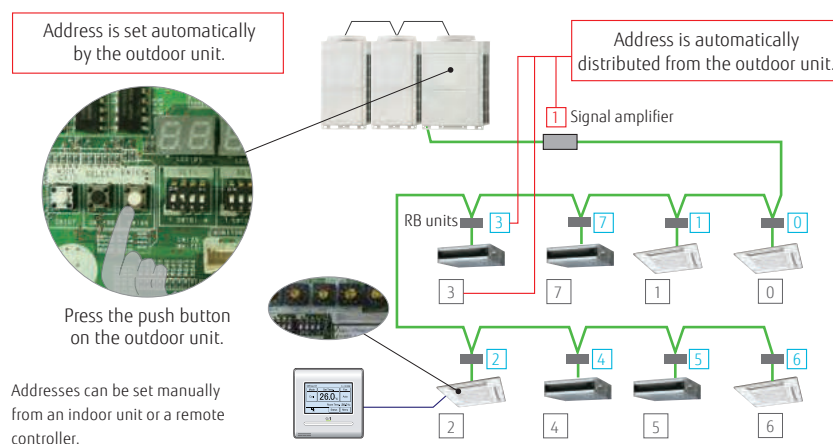 Address is set automatically
by the outdoor unit.
Address is automatically
distributed from the outdoor unit.
1 Signal amplifier
SELECT
Press the push button
on the outdoor unit.
RB units 3 7 1 0
3 7 1 0
2 4 5 6
26.0
2 4 5 6
Addresses can be set manually
from an indoor unit or a remote
controller.